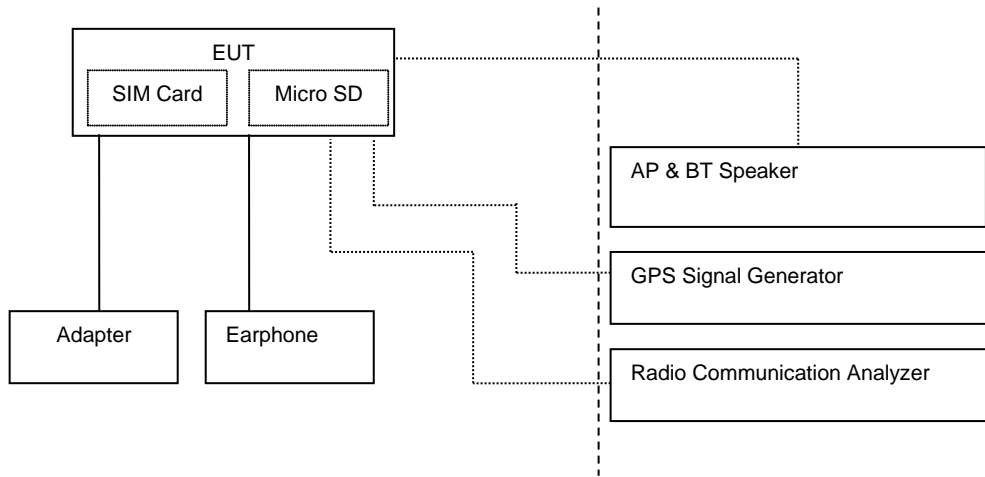 EUT
SIM Card
Micro SD
AP & BT Speaker
GPS Signal Generator
Adapter
Earphone
Radio Communication Analyzer